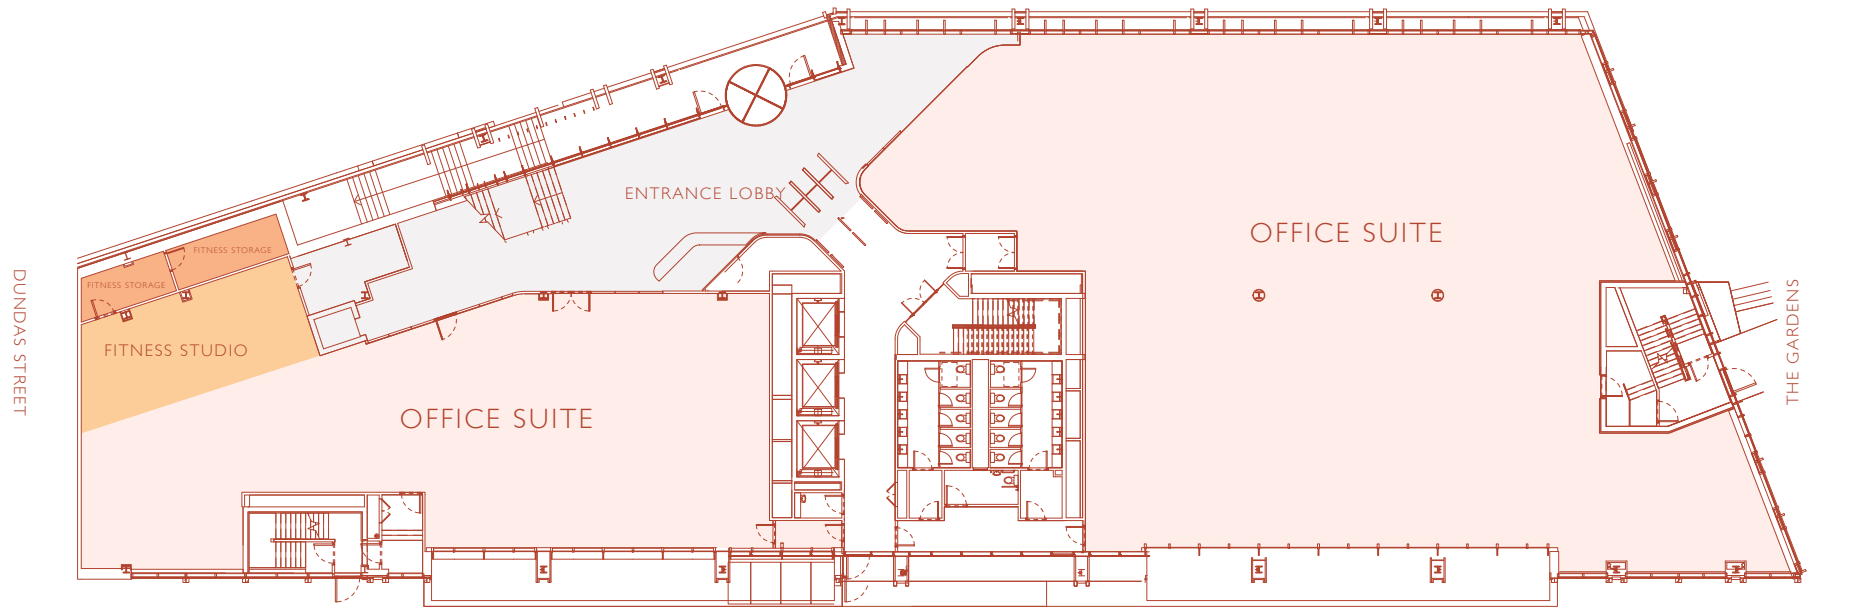 ENTRANCE LOBBY
OFFICE SUITE
FITNESS STORAGE
FITNESS STORAGE
DUNDAS STREET
THE GARDENS
FITNESS STUDIO
OFFICE SUITE